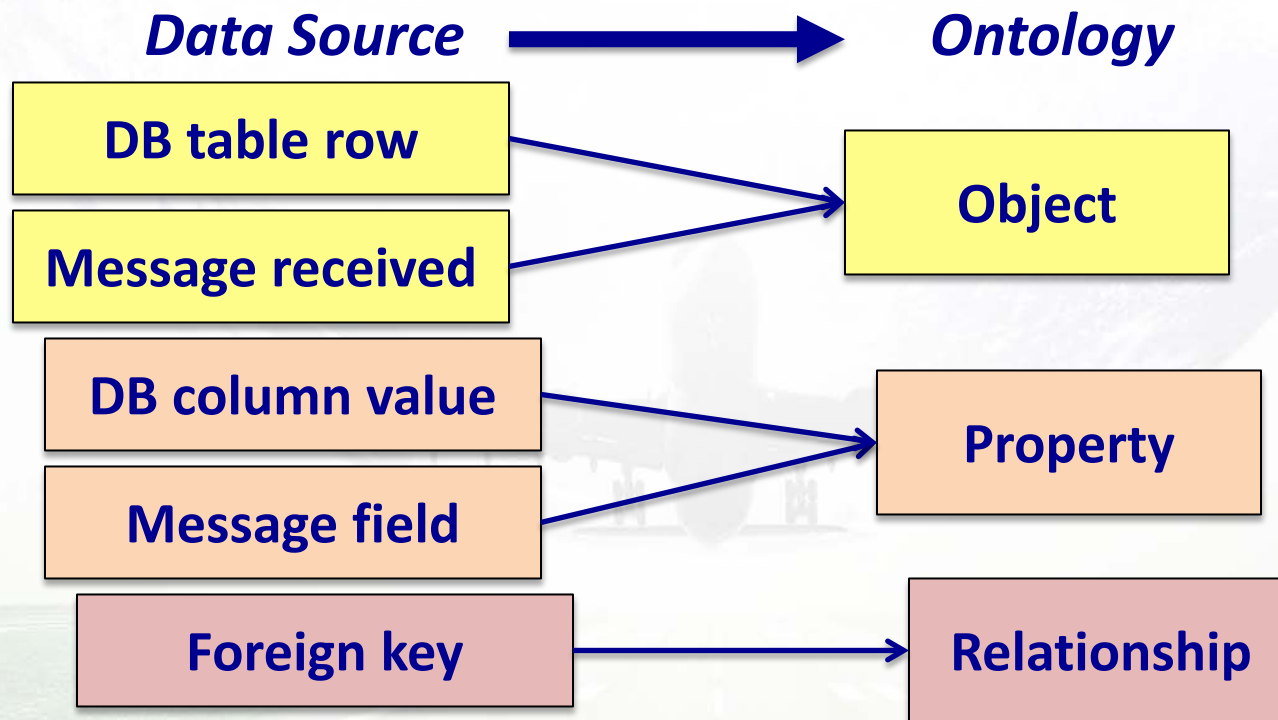 Data Source
Ontology
DB table row
Object
Message received
DB column value
Property
Message field
Foreign key
Relationship